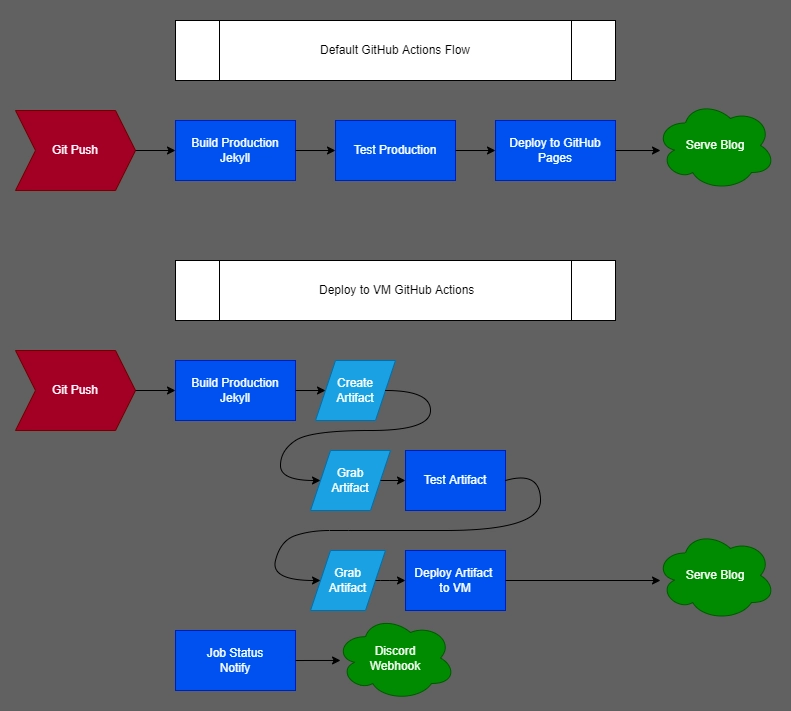 Default GitHub Actions Flow
Git Push
Build Production
Jekyll
Test Production
Deploy to GitHub
Pages
Serve Blog
Deploy to VM GitHub Actions
Git Push
Build Production
Jekyll
Create
Artifact
Grab
Artifact
Test Artifact
Grab
Artifact
Deploy Artifact
to VM
Serve Blog
Job Status
Notify
Discord
Webhook